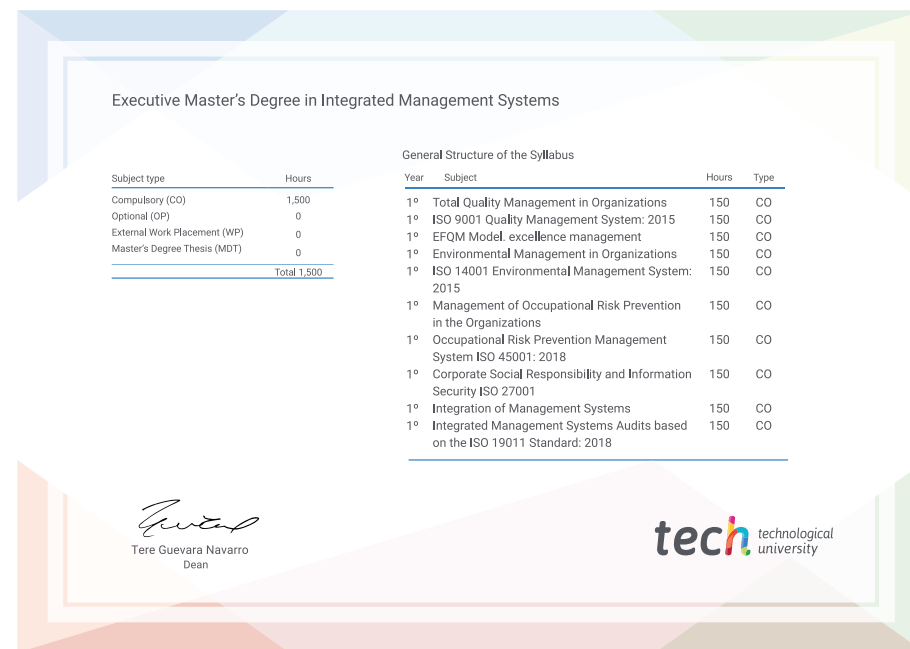 Executive Master's Degree in Integrated Management Systems
Subject type Hours
Compulsory (CO) 1,500
Optional (OP) 0
External Work Placement (WP) 0
Master's Degree Thesis (MDT) 0
Total 1,500
General Structure of the Syllabus
Year Subject Hours Type
1º Total Quality Management in Organizations 150 CO
1º ISO 9001 Quality Management System: 2015 150 CO
1º EFQM Model. excellence management 150 CO
1º Environmental Management in Organizations 150 CO
1º ISO 14001 Environmental Management System: 150 CO
2015
1º Management of Occupational Risk Prevention 150 CO
in the Organizations
1º Occupational Risk Prevention Management 150 CO
System ISO 45001: 2018
1º Corporate Social Responsibility and Information 150 CO
Security ISO 27001
1º Integration of Management Systems 150 CO
1º Integrated Management Systems Audits based 150 CO
on the ISO 19011 Standard: 2018
Tere Guevara Navarro
Dean
tech technological
university